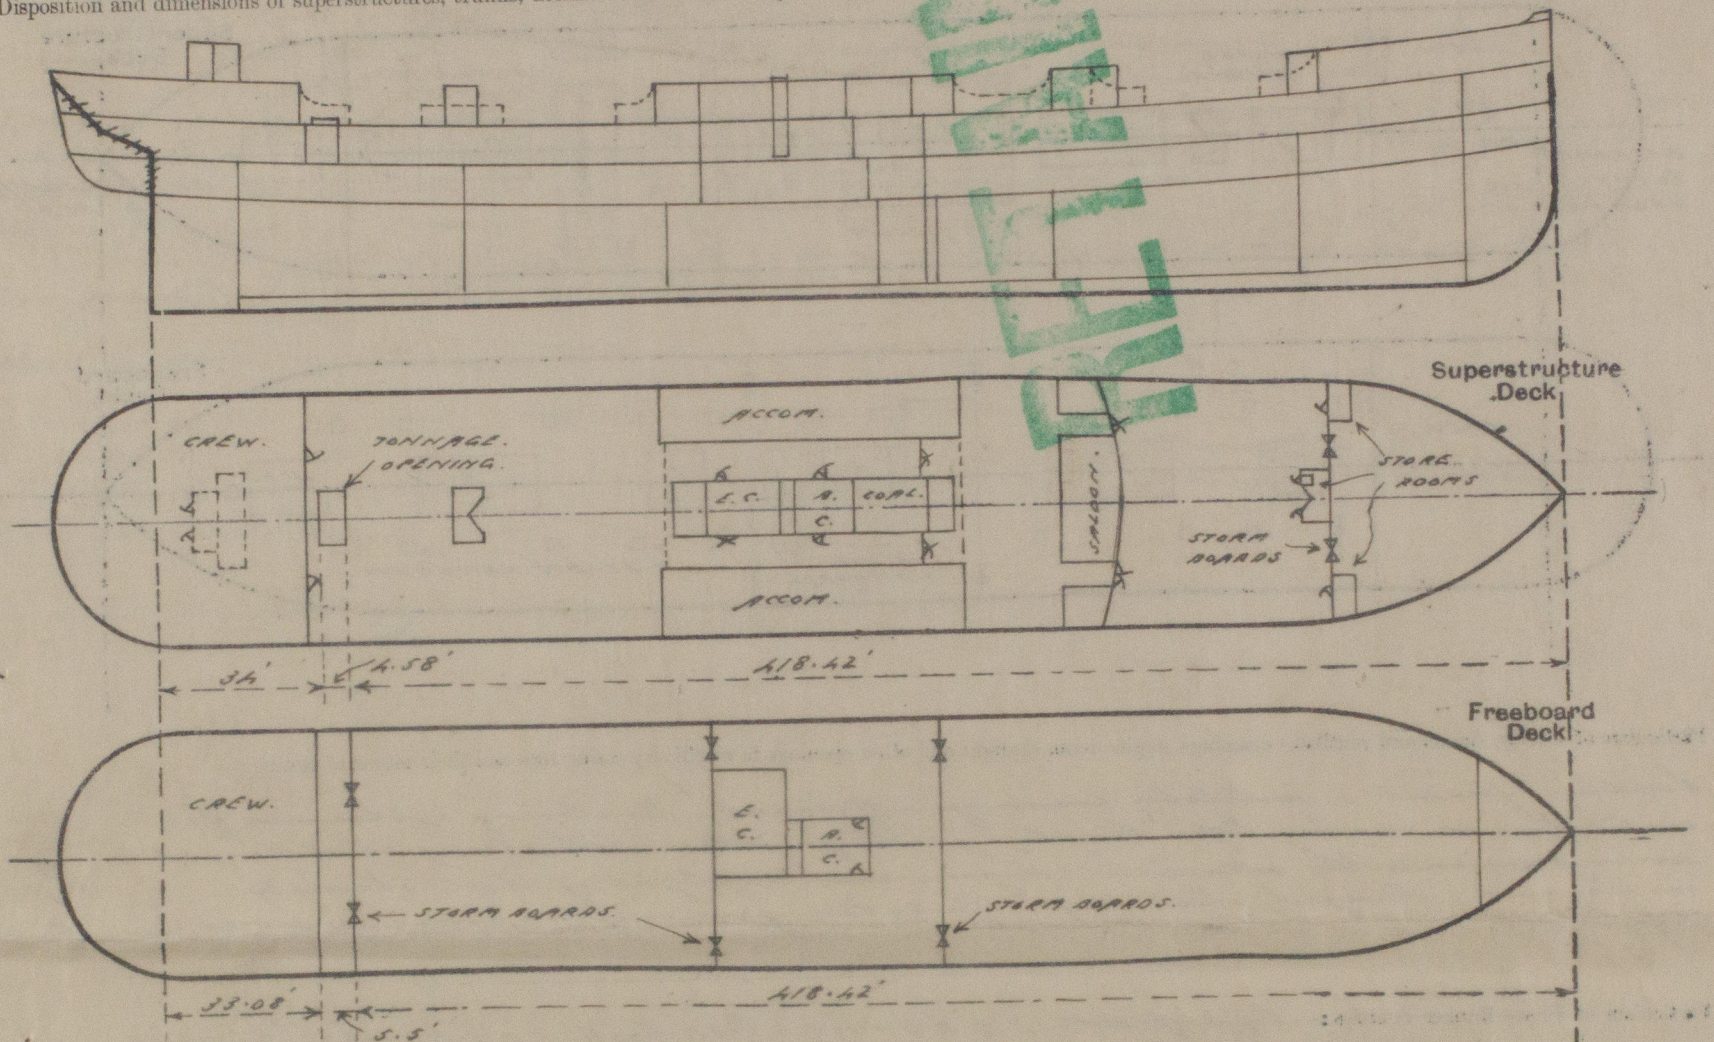 Disposition and dimensions of superstructures, trunks,
Superstructure
Deck
ACCOM.
CREW.
TONNAGE.
OPENING.
E.C.
A.
C.
COAL.
SALOON.
STORE
ROOMS
STORM
BOARDS
ACCOM.
34'
4.58'
418.42'
Freeboard
Deck
CREW.
E.
C.
A.
C.
STORM BOARDS.
STORM BOARDS.
33.08'
5.5'
418.42'